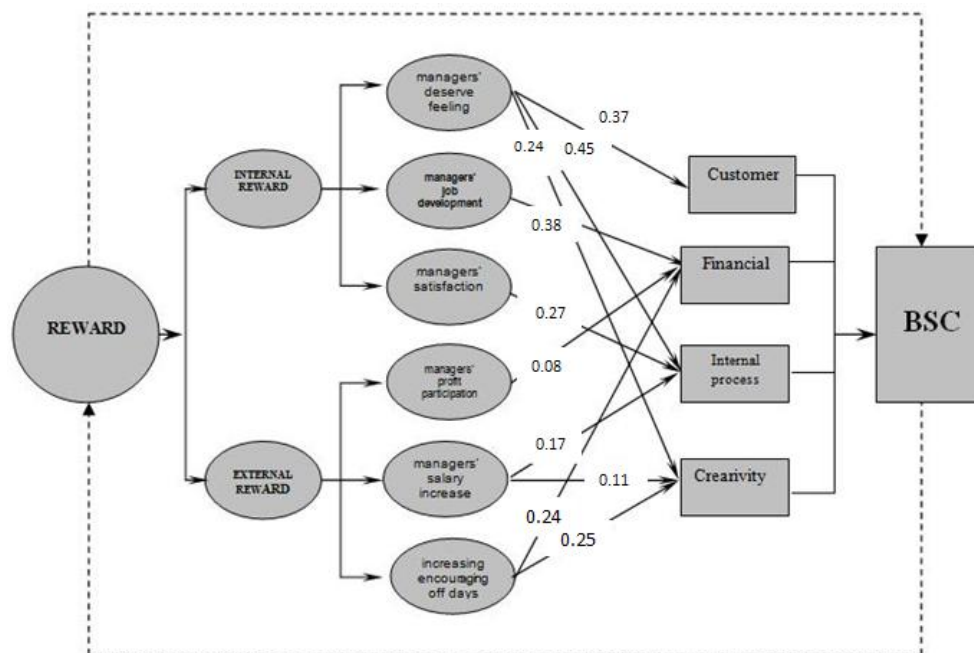 managers'
deserve
feeling
0.37
0.24
0.45
INTERNAL
REWARD
managers'
job
development
Customer
0.38
managers'
satisfaction
Financial
0.27
REWARD
BSC
managers'
profit
participation
0.08
Internal
process
EXTERNAL
REWARD
managers'
salary
increase
0.17
0.11
Crearivity
0.24
0.25
increasing
encouraging
off days